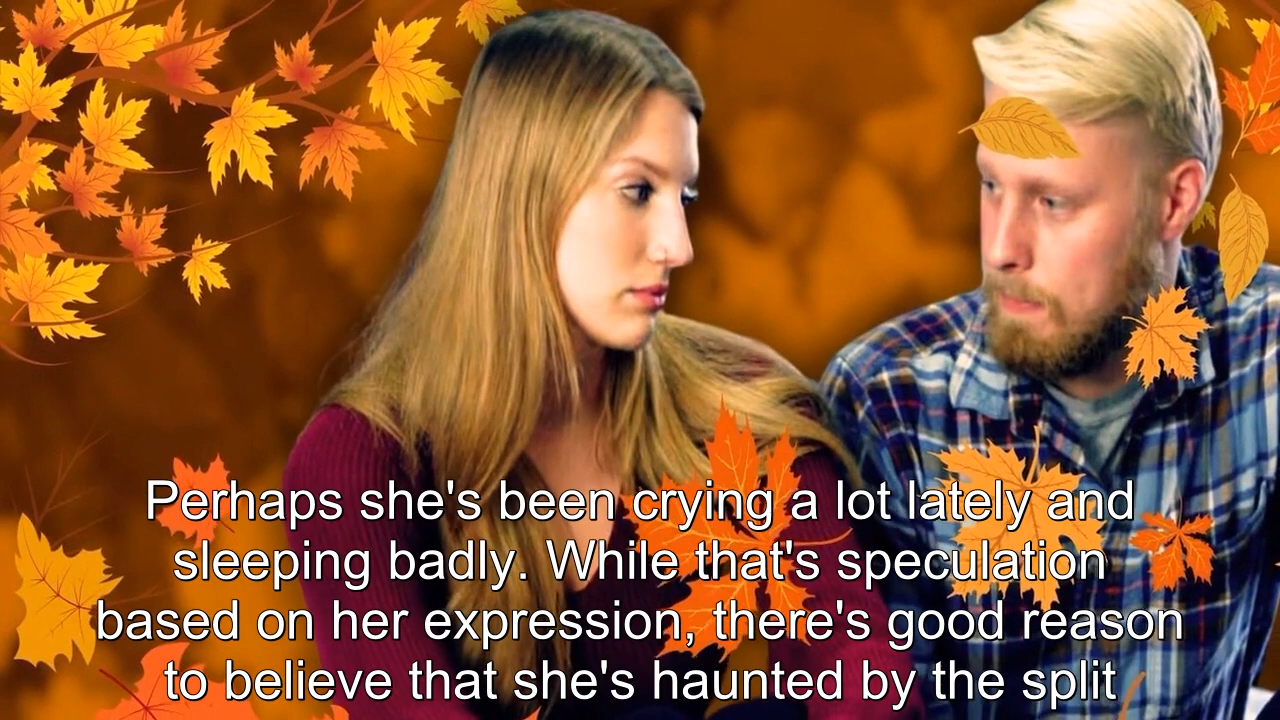 Perhaps she's been crying a lot lately and
sleeping badly. While that's speculation
based on her expression, there's good reason
to believe that she's haunted by the split